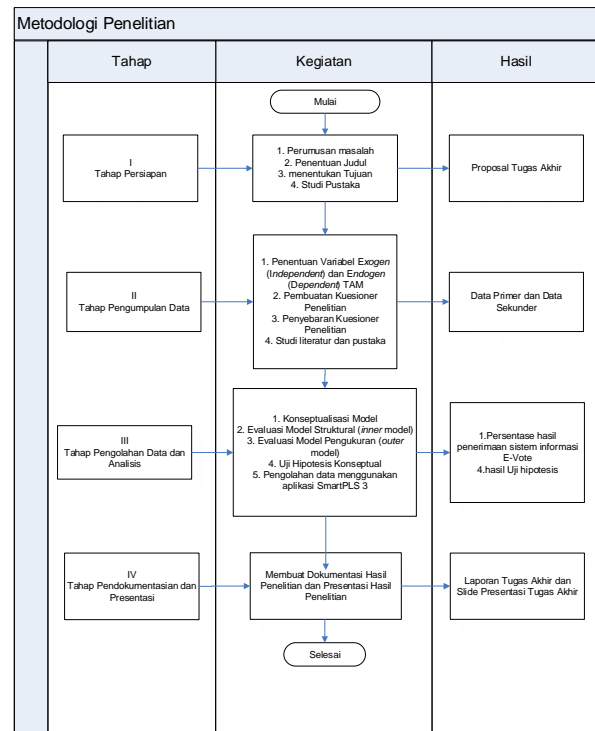 Metodologi Penelitian
Tahap
Kegiatan
Hasil
Mulai
I
Tahap Persiapan
1. Perumusan masalah
2. Penentuan Judul
3. menentukan Tujuan
4. Studi Pustaka
Proposal Tugas Akhir
II
Tahap Pengumpulan Data
1. Penentuan Variabel Exogen
(Independent) dan Endogen
(Dependent) TAM
2. Pembuatan Kuesioner
Penelitian
3. Penyebaran Kuesioner
Penelitian
4. Studi literatur dan pustaka
Data Primer dan Data
Sekunder
III
Tahap Pengolahan Data dan
Analisis
1. Konseptualisasi Model
2. Evaluasi Model Struktural (inner model)
3. Evaluasi Model Pengukuran (outer
model)
4. Uji Hipotesis Konseptual
5. Pengolahan data menggunakan
aplikasi SmartPLS 3
1.Persentase hasil
penerimaan sistem informasi
E-Vote
4.hasil Uji hipotesis
IV
Tahap Pendokumentasian dan
Presentasi
Membuat Dokumentasi Hasil
Penelitian dan Presentasi Hasil
Penelitian
Laporan Tugas Akhir dan
Slide Presentasi Tugas Akhir
Selesai